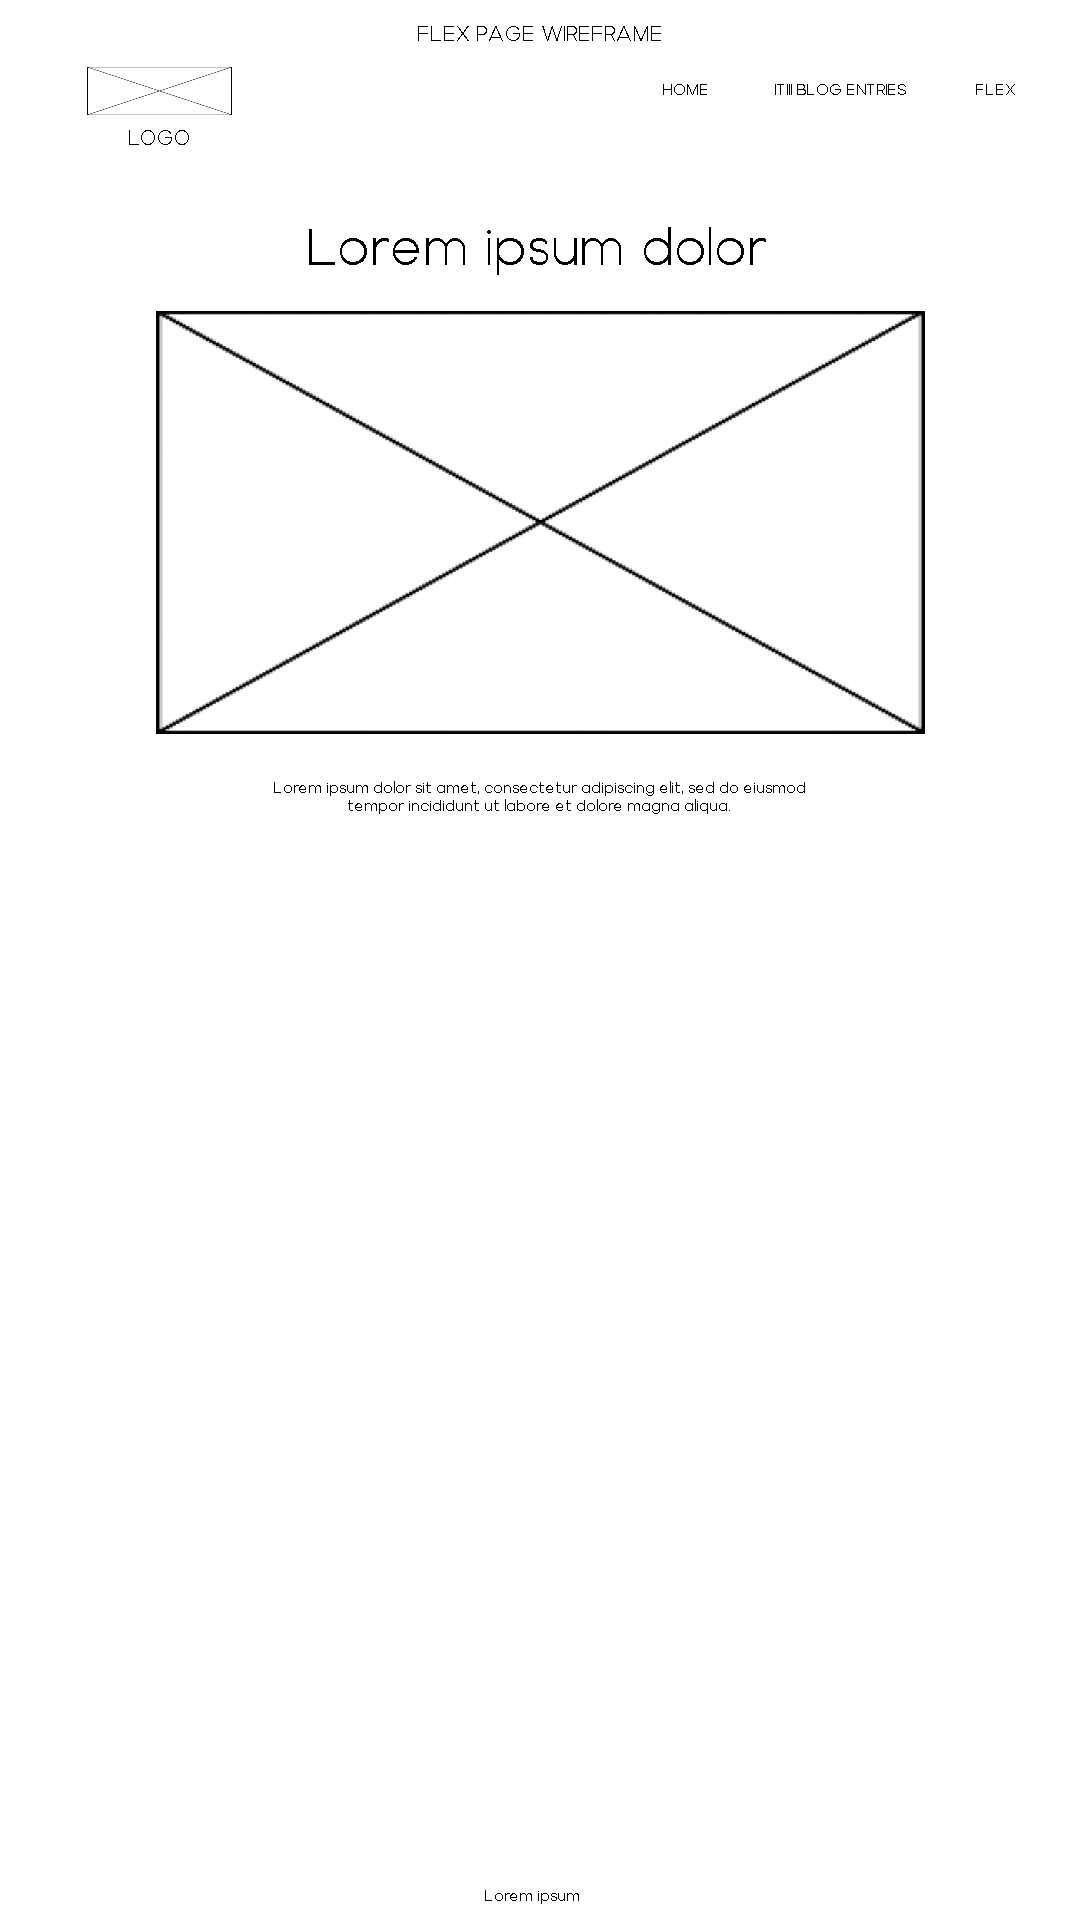 FLEX PAGE WIREFRAME
HOME ITIII BLOG ENTRIES FLEX
LOGO
Lorem ipsum dolor
Lorem ipsum dolor sit amet, consectetur adipiscing elit, sed do eiusmod
tempor incididunt ut labore et dolore magna aliqua.
Lorem ipsum